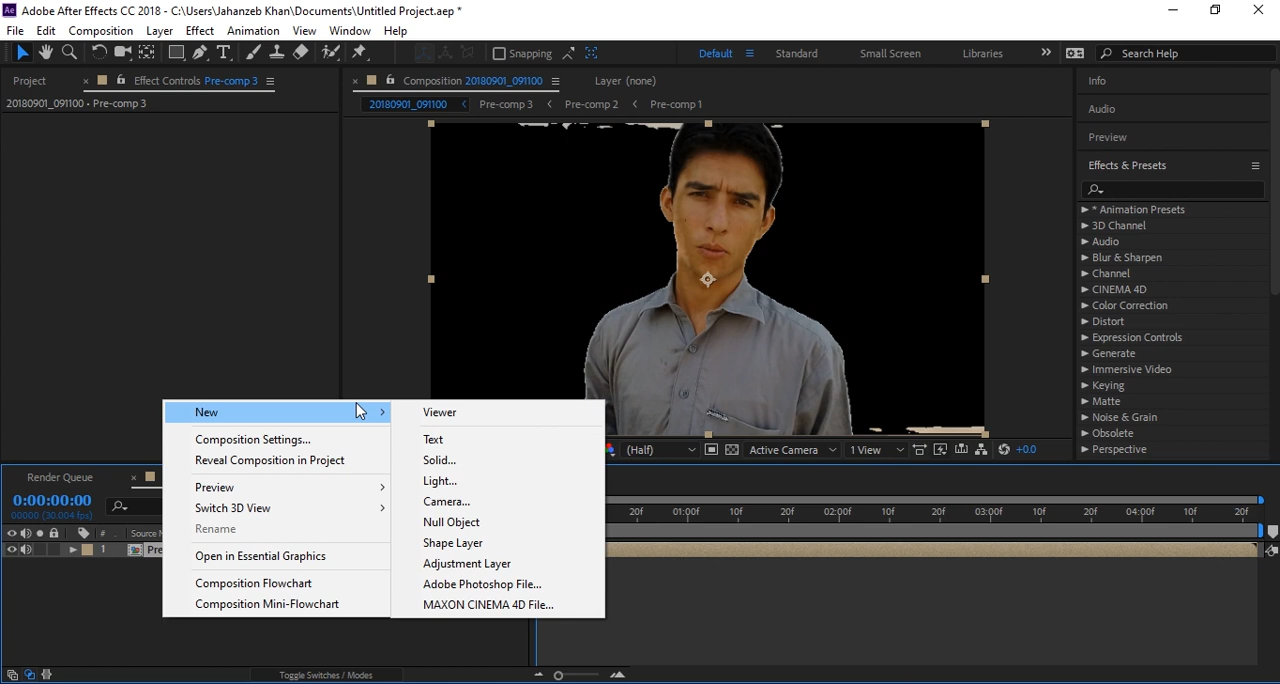 Ae Adobe After Effects CC 2018 - C:\Users\Jahanzeb Khan\Documents\Untitled Project.aep *
File Edit Composition Layer Effect Animation View Window Help
Snapping Default Standard Small Screen Libraries Search Help
Project Effect Controls Pre-comp 3 Composition 20180901_091100 Layer (none) Info
20180901_091100 • Pre-comp 3
20180901_091100 Pre-comp 3 Pre-comp 2 Pre-comp 1
Audio
Preview
Effects & Presets
* Animation Presets
3D Channel
Audio
Blur & Sharpen
Channel
CINEMA 4D
Color Correction
Distort
Expression Controls
Generate
Immersive Video
Keying
Matte
Noise & Grain
Obsolete
Perspective
New
Composition Settings...
Reveal Composition in Project
Preview
Switch 3D View
Rename
Open in Essential Graphics
Composition Flowchart
Composition Mini-Flowchart
Viewer
Text
Solid...
Light...
Camera...
Null Object
Shape Layer
Adjustment Layer
Adobe Photoshop File...
MAXON CINEMA 4D File...
(Half) Active Camera 1 View +0.0
Render Queue
0:00:00:00
00000 (30.004 fps)
20f 01:00f 10f 20f 02:00f 10f 20f 03:00f 10f 20f 04:00f 10f 20f
# Source N
1 Pre
Toggle Switches / Modes